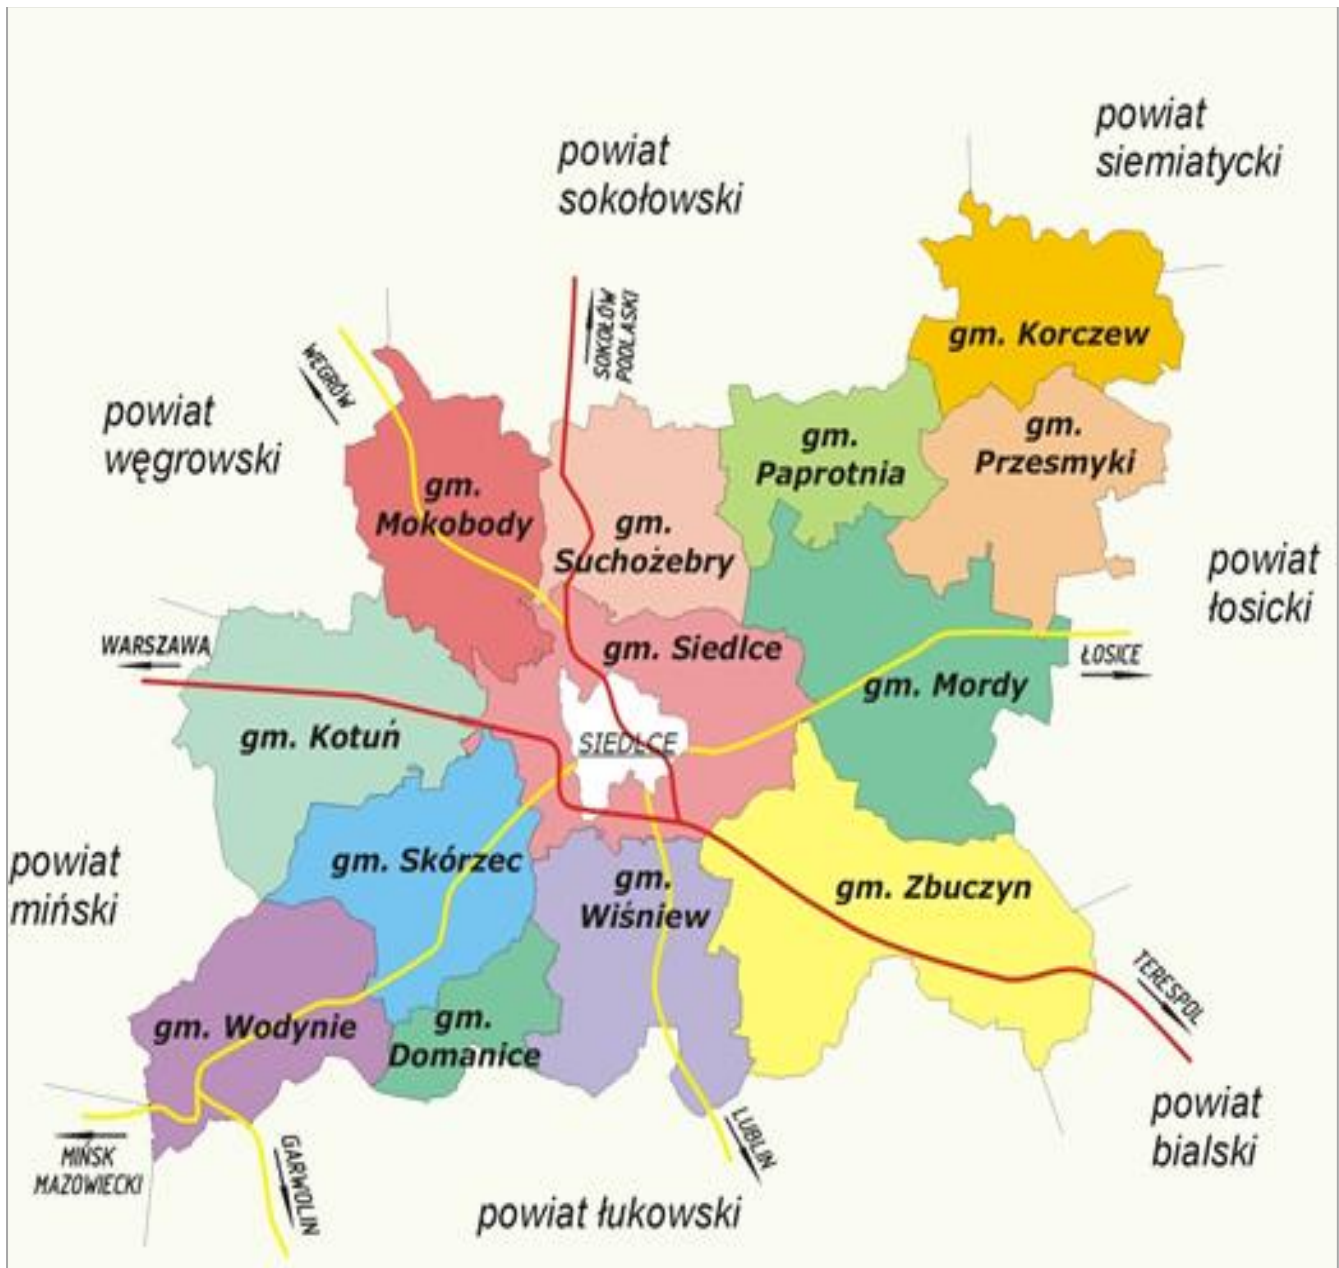 powiat
siemiatycki
powiat
sokołowski
SOKOŁÓW
PODLASKI
WĘGRÓW
gm. Korczew
powiat
węgrowski
gm.
Paprotnia
gm.
Przesmyki
gm.
Mokobody
gm.
Suchożebry
powiat
łosicki
WARSZAWA
gm. Siedlce
ŁOSICE
gm. Mordy
gm. Kotuń
SIEDLCE
powiat
miński
gm. Skórzec
gm.
Wiśniew
gm. Zbuczyn
TERESPOL
gm. Wodynie
gm.
Domanice
powiat
bialski
MIŃSK
MAZOWIECKI
GARWOLIN
LUBLIN
powiat łukowski